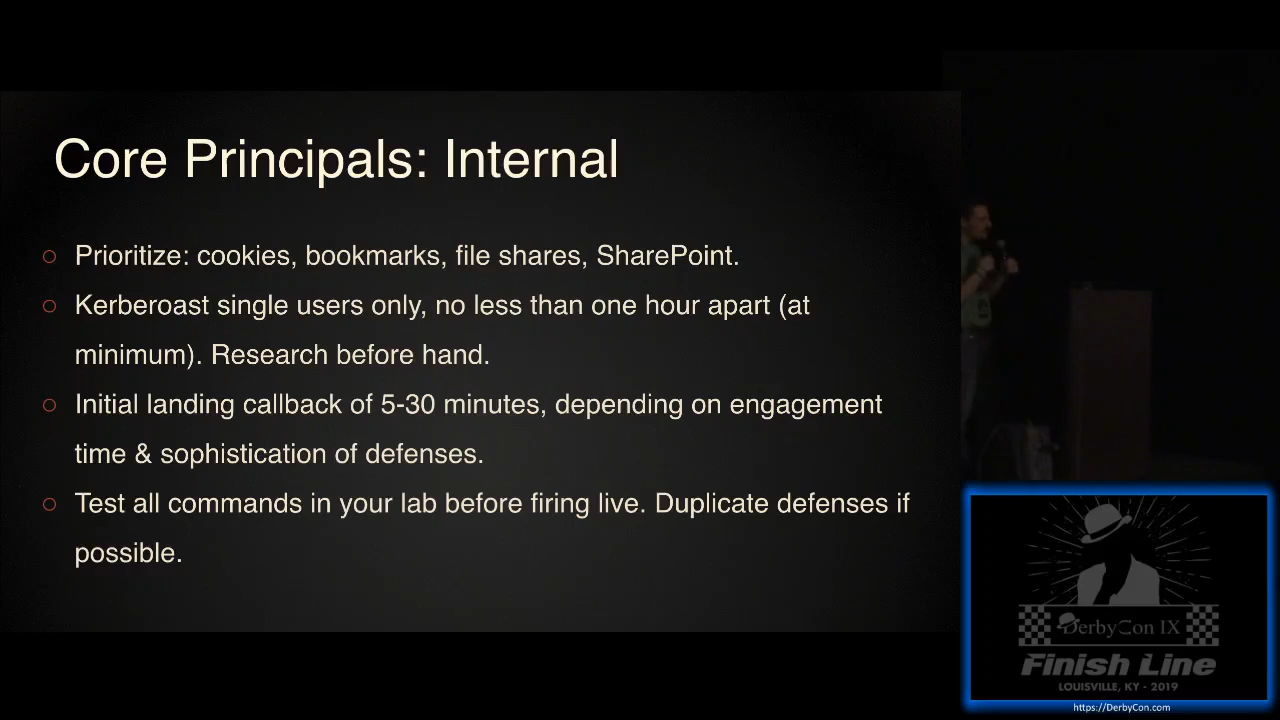 Core Principals: Internal
Prioritize: cookies, bookmarks, file shares, SharePoint.
Kerberoast single users only, no less than one hour apart (at
minimum). Research before hand.
Initial landing callback of 5-30 minutes, depending on engagement
time & sophistication of defenses.
Test all commands in your lab before firing live. Duplicate defenses if
possible.
DerbyCon IX
Finish Line
LOUISVILLE, KY - 2019
https://DerbyCon.com